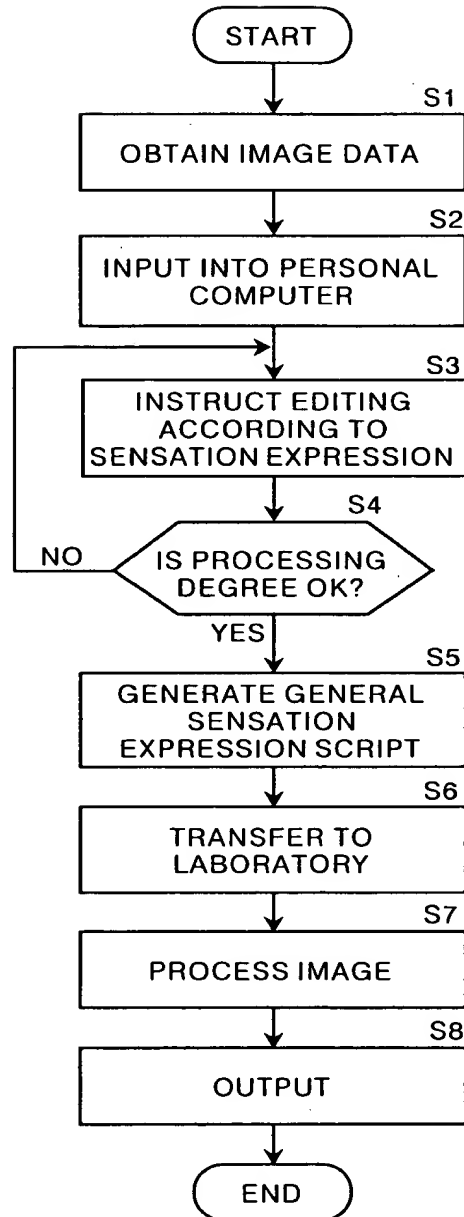 START
S1
OBTAIN IMAGE DATA
S2
INPUT INTO PERSONAL
COMPUTER
S3
INSTRUCT EDITING
ACCORDING TO
SENSATION EXPRESSION
S4
NO
IS PROCESSING
DEGREE OK?
YES
S5
GENERATE GENERAL
SENSATION
EXPRESSION SCRIPT
S6
TRANSFER TO
LABORATORY
S7
PROCESS IMAGE
S8
OUTPUT
END